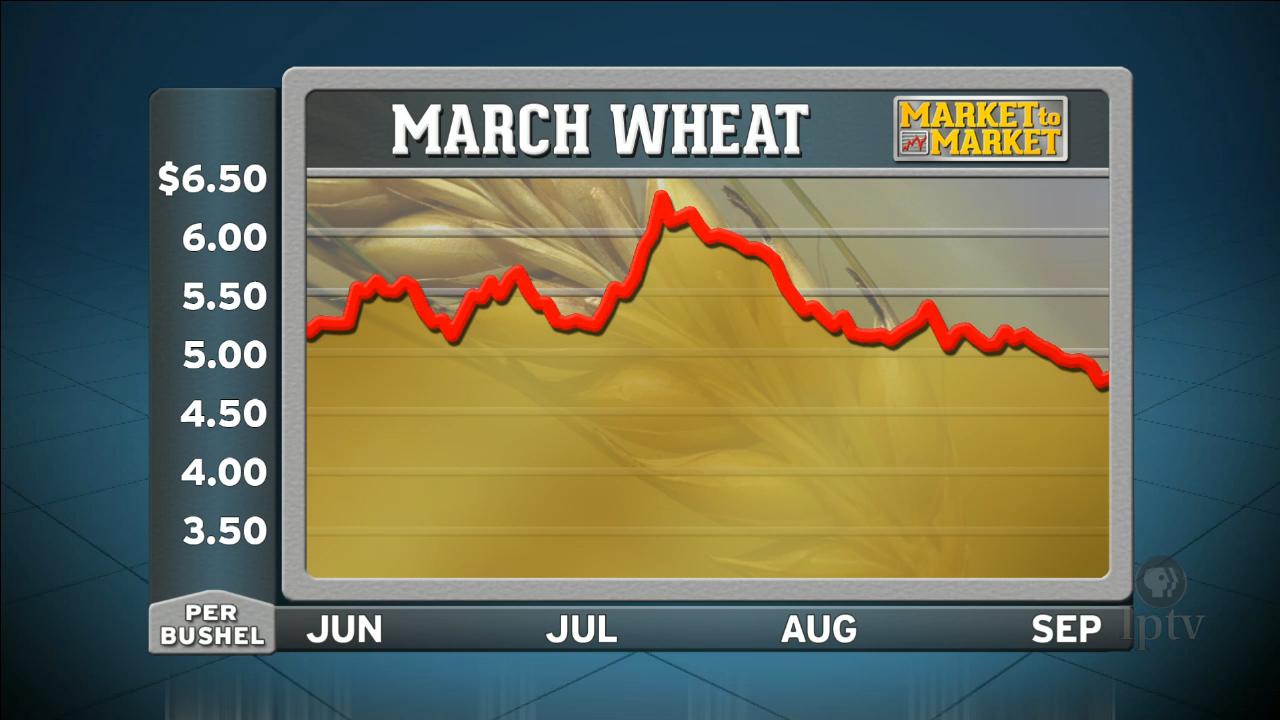 MARCH WHEAT
MARKET to
MARKET
$6.50
6.00
5.50
5.00
4.50
4.00
3.50
PER
BUSHEL
JUN
JUL
AUG
SEP
iptv